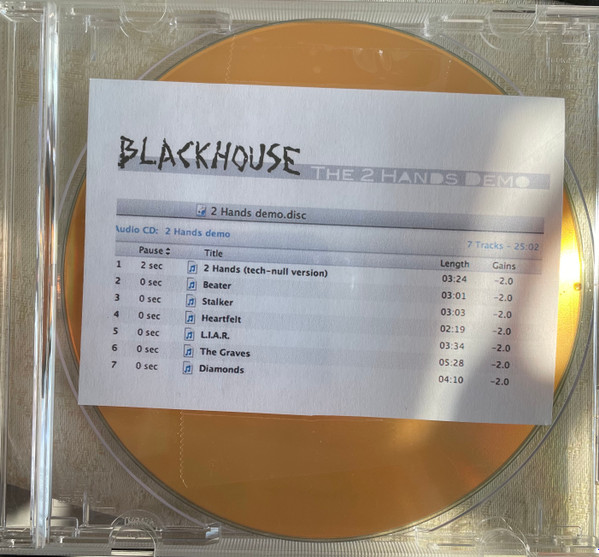 BLACKHOUSE THE 2 HANDS DEMO
2 Hands demo.disc
Audio CD: 2 Hands demo 7 Tracks - 25:02
Pause Title Length Gains
1 2 sec 2 Hands (tech-null version) 03:24 -2.0
2 0 sec Beater 03:01 -2.0
3 0 sec Stalker 03:03 -2.0
4 0 sec Heartfelt 02:19 -2.0
5 0 sec L.I.A.R. 03:34 -2.0
6 0 sec The Graves 05:28 -2.0
7 0 sec Diamonds 04:10 -2.0